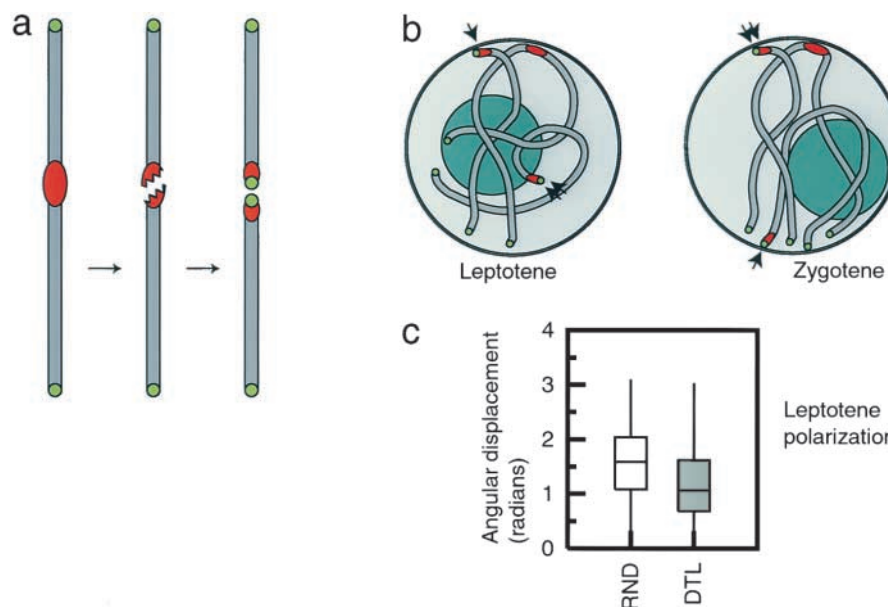 a
b
Leptotene
Zygotene
c
Angular displacement
(radians)
4
3
2
1
0
RND
DTL
Leptotene
polarization